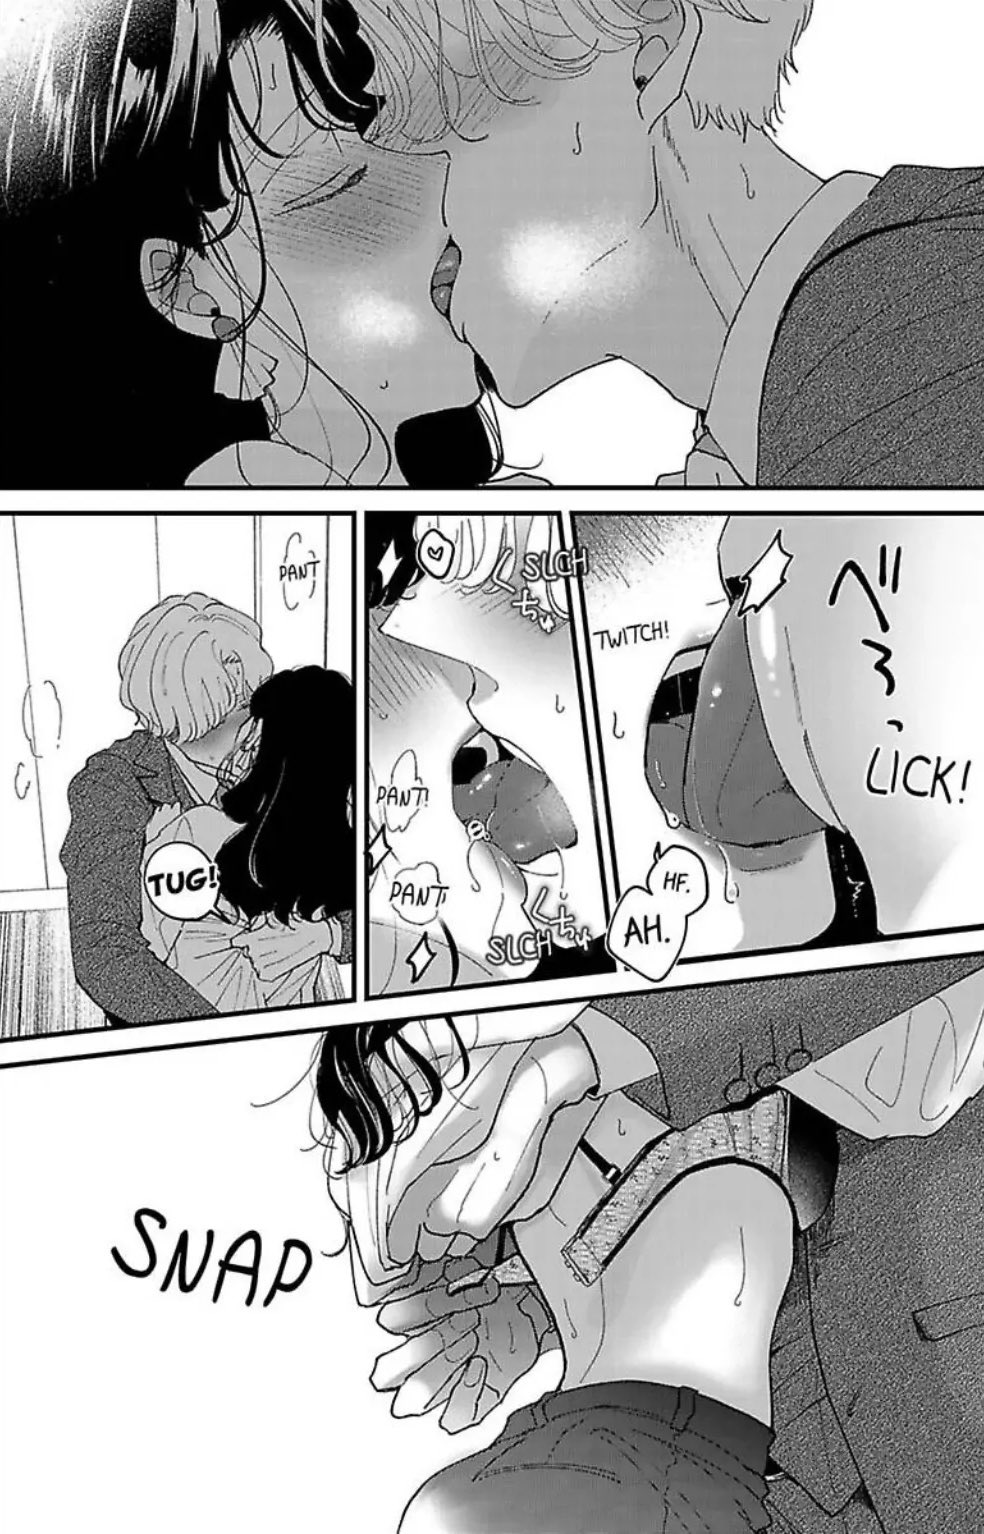 PANT
TUG!
SLCH
くちゅ
PANT!
PANT!
SLCH
くちゅ
TWITCH!
べろっ
LICK!
HF.
AH.
SNAP